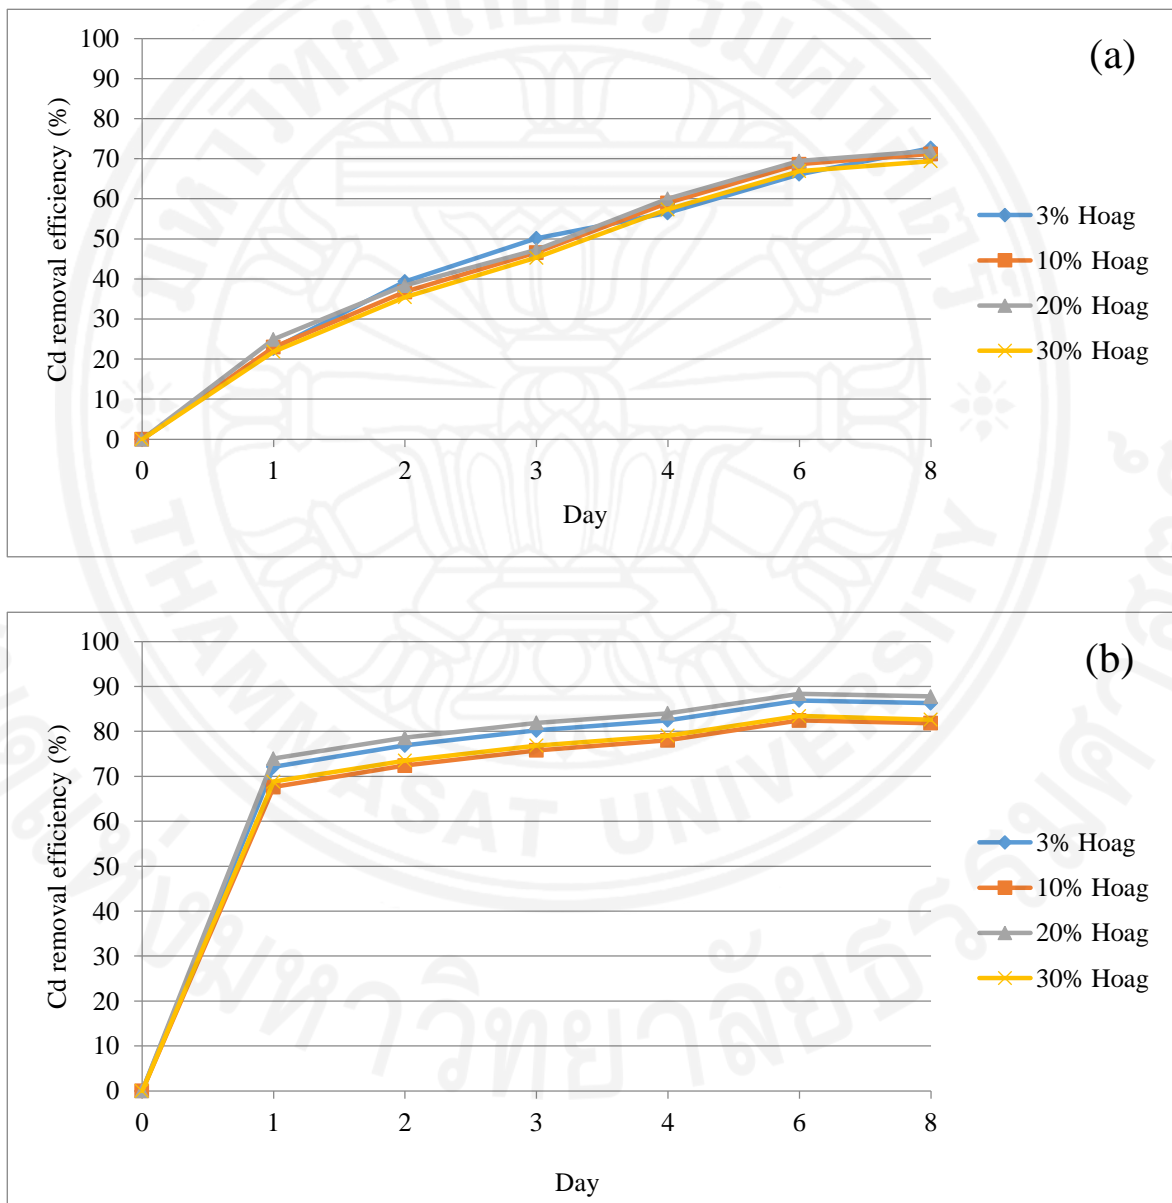 (a)
100
90
80
70
60
50
40
30
20
10
0
Cd removal efficiency (%)
0 1 2 3 4 6 8
Day
3% Hoag
10% Hoag
20% Hoag
30% Hoag
(b)
100
90
80
70
60
50
40
30
20
10
0
Cd removal efficiency (%)
0 1 2 3 4 6 8
Day
3% Hoag
10% Hoag
20% Hoag
30% Hoag
THAMMASAT UNIVERSITY